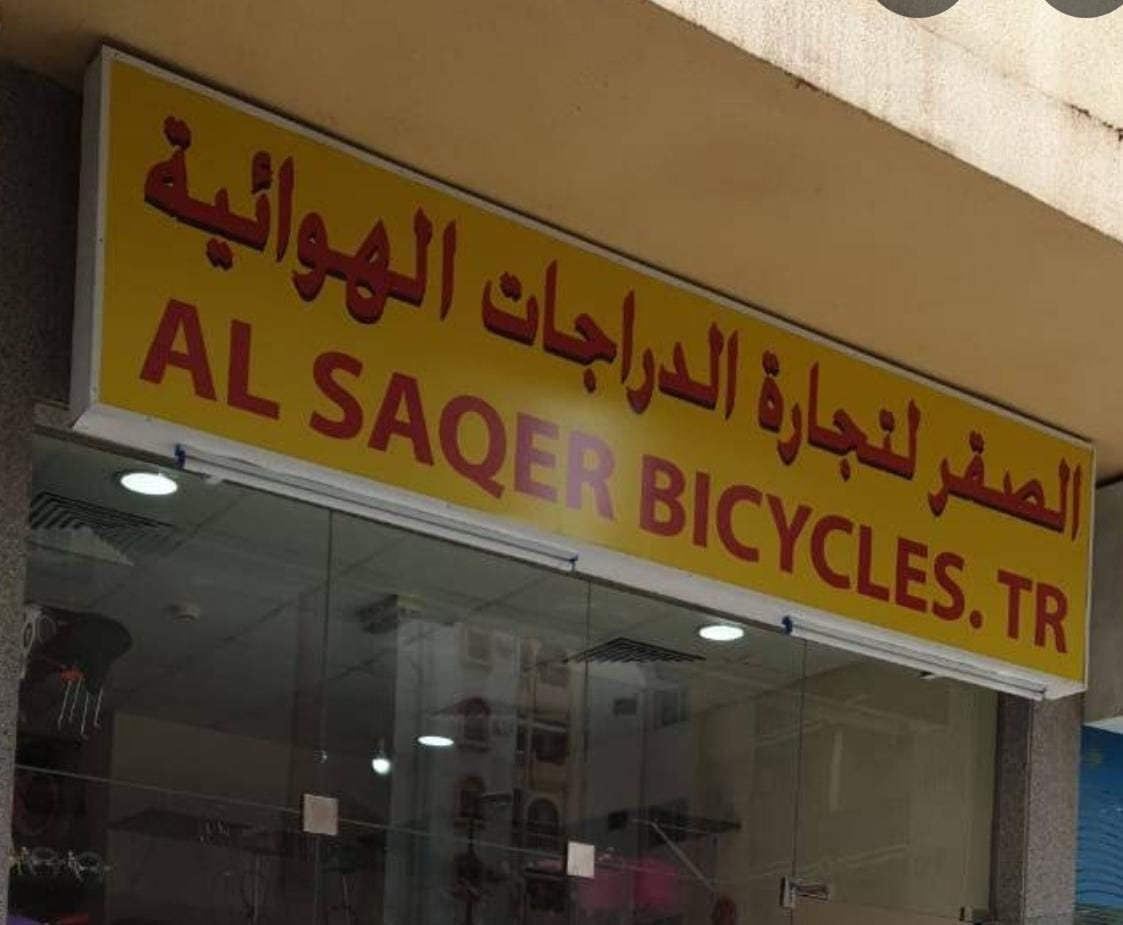 الصقر لتجارة الدراجات الهوائية
AL SAQER BICYCLES. TR